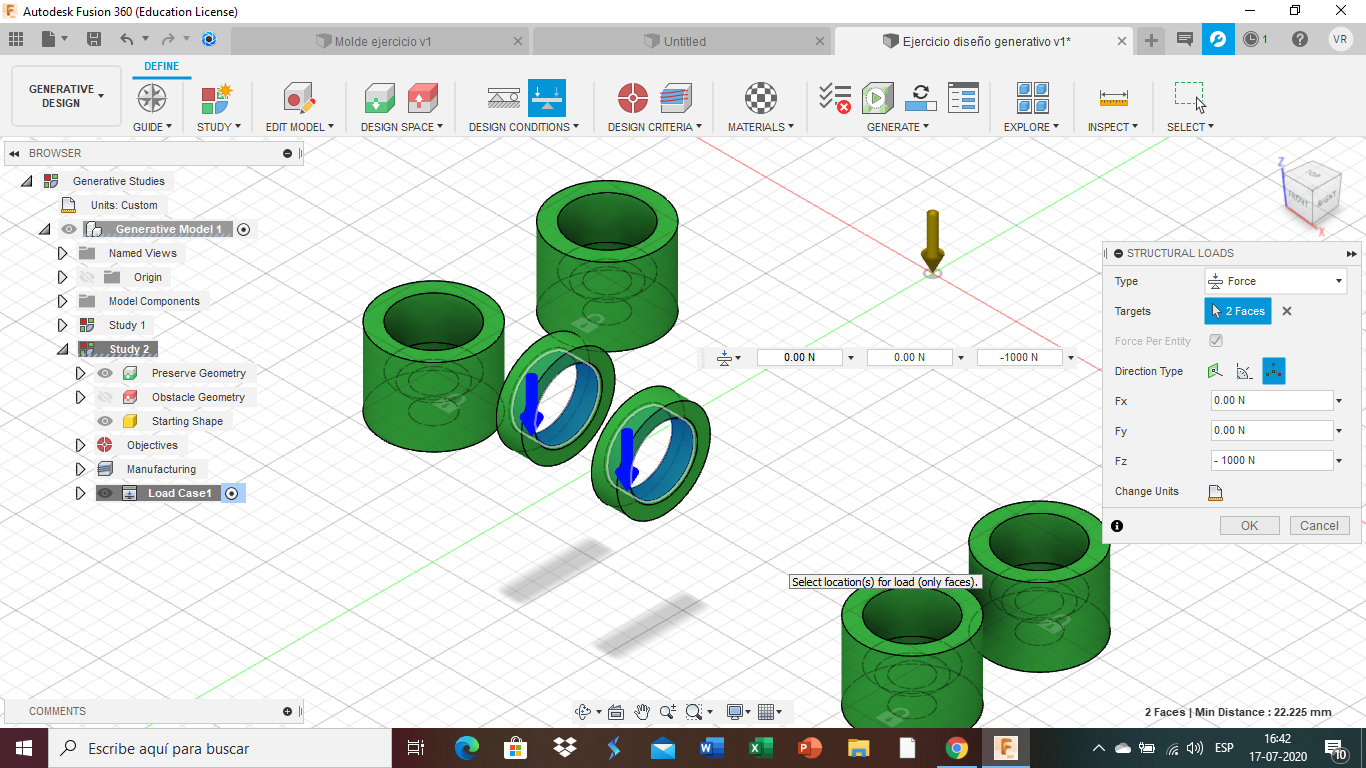 Autodesk Fusion 360 (Education License)
Molde ejercicio v1
Untitled
Ejercicio diseño generativo v1*
1
VR
DEFINE
GENERATIVE
DESIGN
GUIDE
STUDY
EDIT MODEL
DESIGN SPACE
DESIGN CONDITIONS
DESIGN CRITERIA
MATERIALS
GENERATE
EXPLORE
INSPECT
SELECT
BROWSER
Generative Studies
Units: Custom
Generative Model 1
Named Views
Origin
Model Components
Study 1
Study 2
Preserve Geometry
Obstacle Geometry
Starting Shape
Objectives
Manufacturing
Load Case1
Z
TOP
FRONT
RIGHT
X
0.00 N
0.00 N
-1000 N
STRUCTURAL LOADS
Type
Force
Targets
2 Faces
Force Per Entity
Direction Type
Fx
0.00 N
Fy
0.00 N
Fz
- 1000 N
Change Units
OK
Cancel
Select location(s) for load (only faces).
COMMENTS
2 Faces | Min Distance : 22.225 mm
Escribe aquí para buscar
ESP
16:42
17-07-2020
10